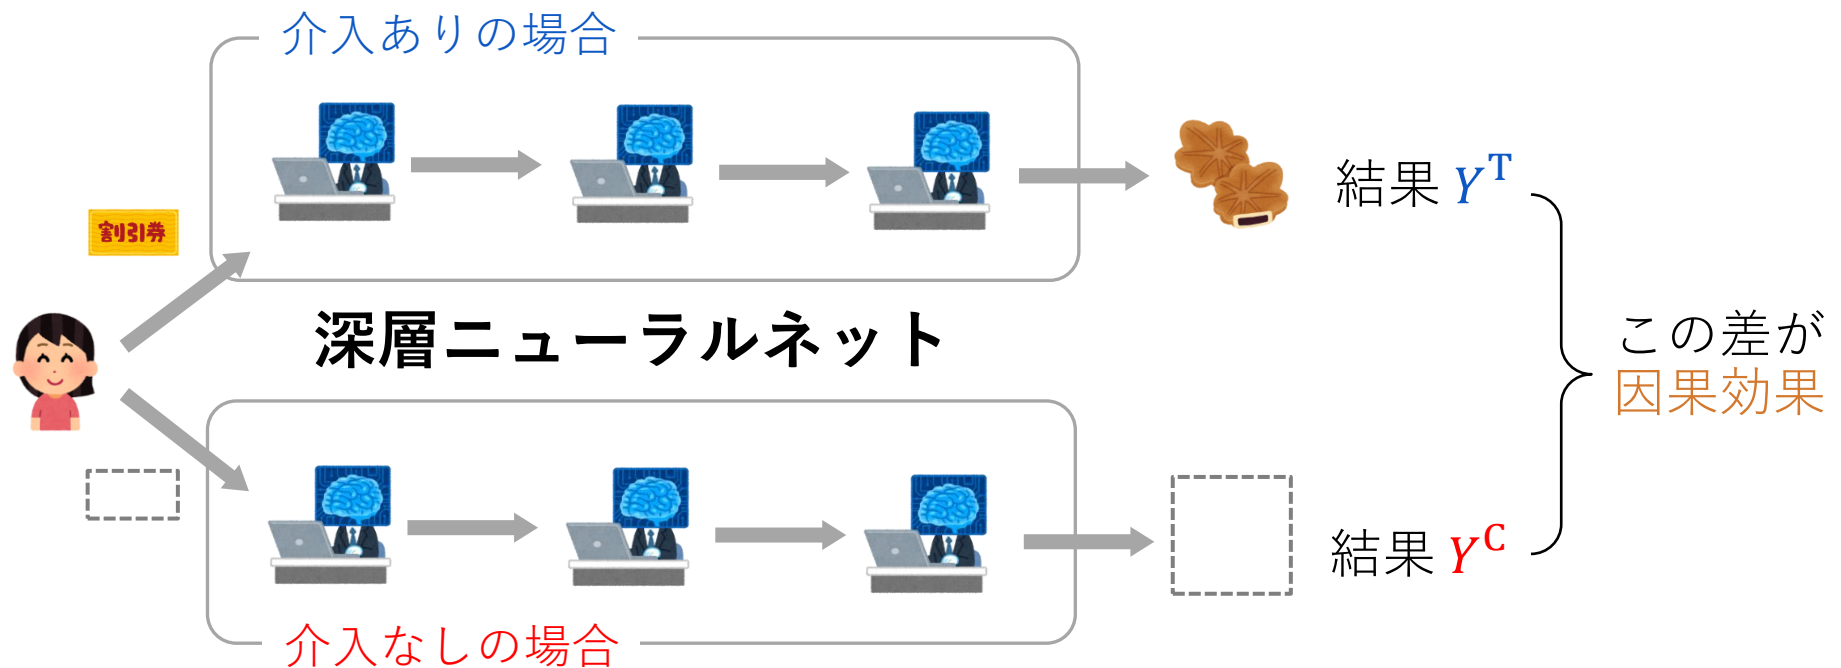 介入ありの場合
割引券
結果 Y^T
深層ニューラルネット
この差が
因果効果
結果 Y^C
介入なしの場合